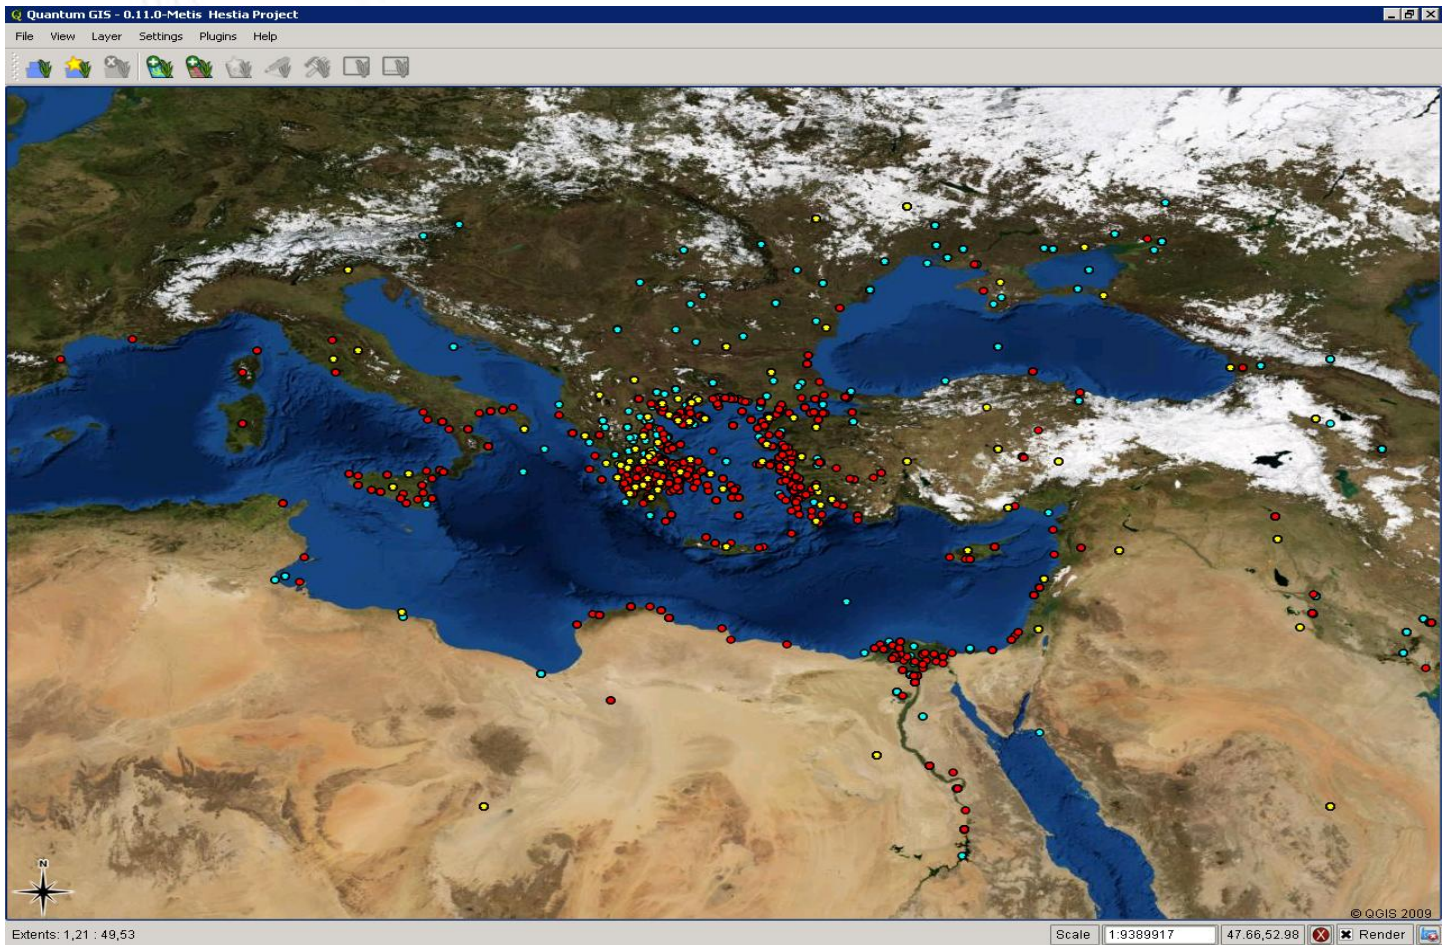 Quantum GIS - 0.11.0-Metis Hestia Project
File View Layer Settings Plugins Help
N
© QGIS 2009
Extents: 1,21 : 49,53 Scale 1:9389917 47.66,52.98 Render